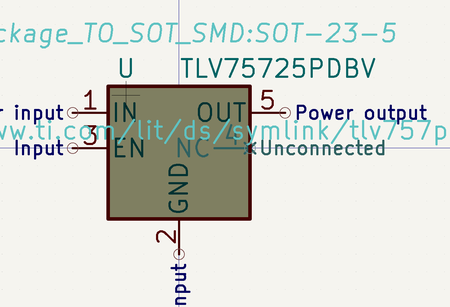 ckage_TO_SOT_SMD:SOT-23-5
U TLV75725PDBV
r input 1 IN OUT 5 Power output
ww.ti.com/lit/ds/symlink/tlv757p
Input 3 EN NC 4 Unconnected
GND
2
nput